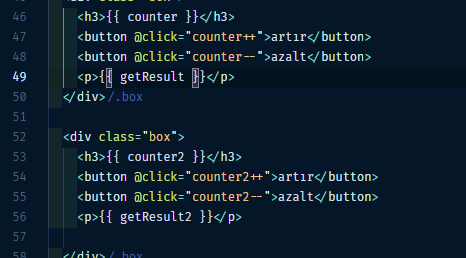 46 <h3>{{ counter }}</h3>
47 <button @click="counter++">artır</button>
48 <button @click="counter--">azalt</button>
49 <p>{{ getResult }}</p>
50 </div>/.box
51
52 <div class="box">
53 <h3>{{ counter2 }}</h3>
54 <button @click="counter2++">artır</button>
55 <button @click="counter2--">azalt</button>
56 <p>{{ getResult2 }}</p>
57
58 </div>/.box